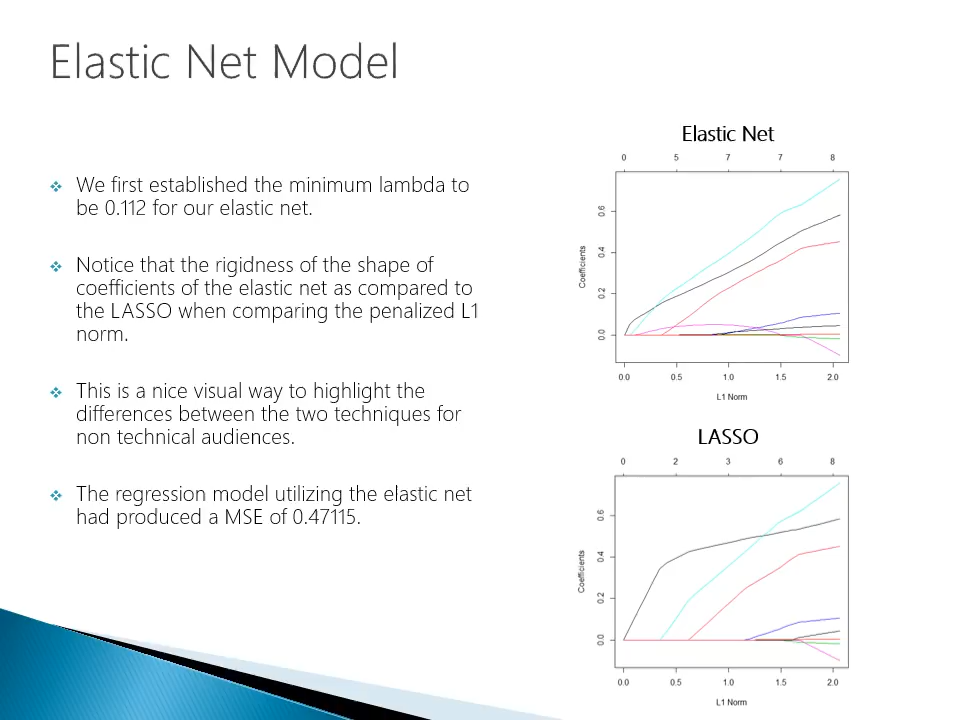 Elastic Net Model
❖ We first established the minimum lambda to
be 0.112 for our elastic net.
❖ Notice that the rigidness of the shape of
coefficients of the elastic net as compared to
the LASSO when comparing the penalized L1
norm.
❖ This is a nice visual way to highlight the
differences between the two techniques for
non technical audiences.
❖ The regression model utilizing the elastic net
had produced a MSE of 0.47115.
Elastic Net
0 5 7 7 8
Coefficients
0.6
0.4
0.2
0.0
0.0 0.5 1.0 1.5 2.0
L1 Norm
LASSO
0 2 3 6 8
Coefficients
0.6
0.4
0.2
0.0
0.0 0.5 1.0 1.5 2.0
L1 Norm